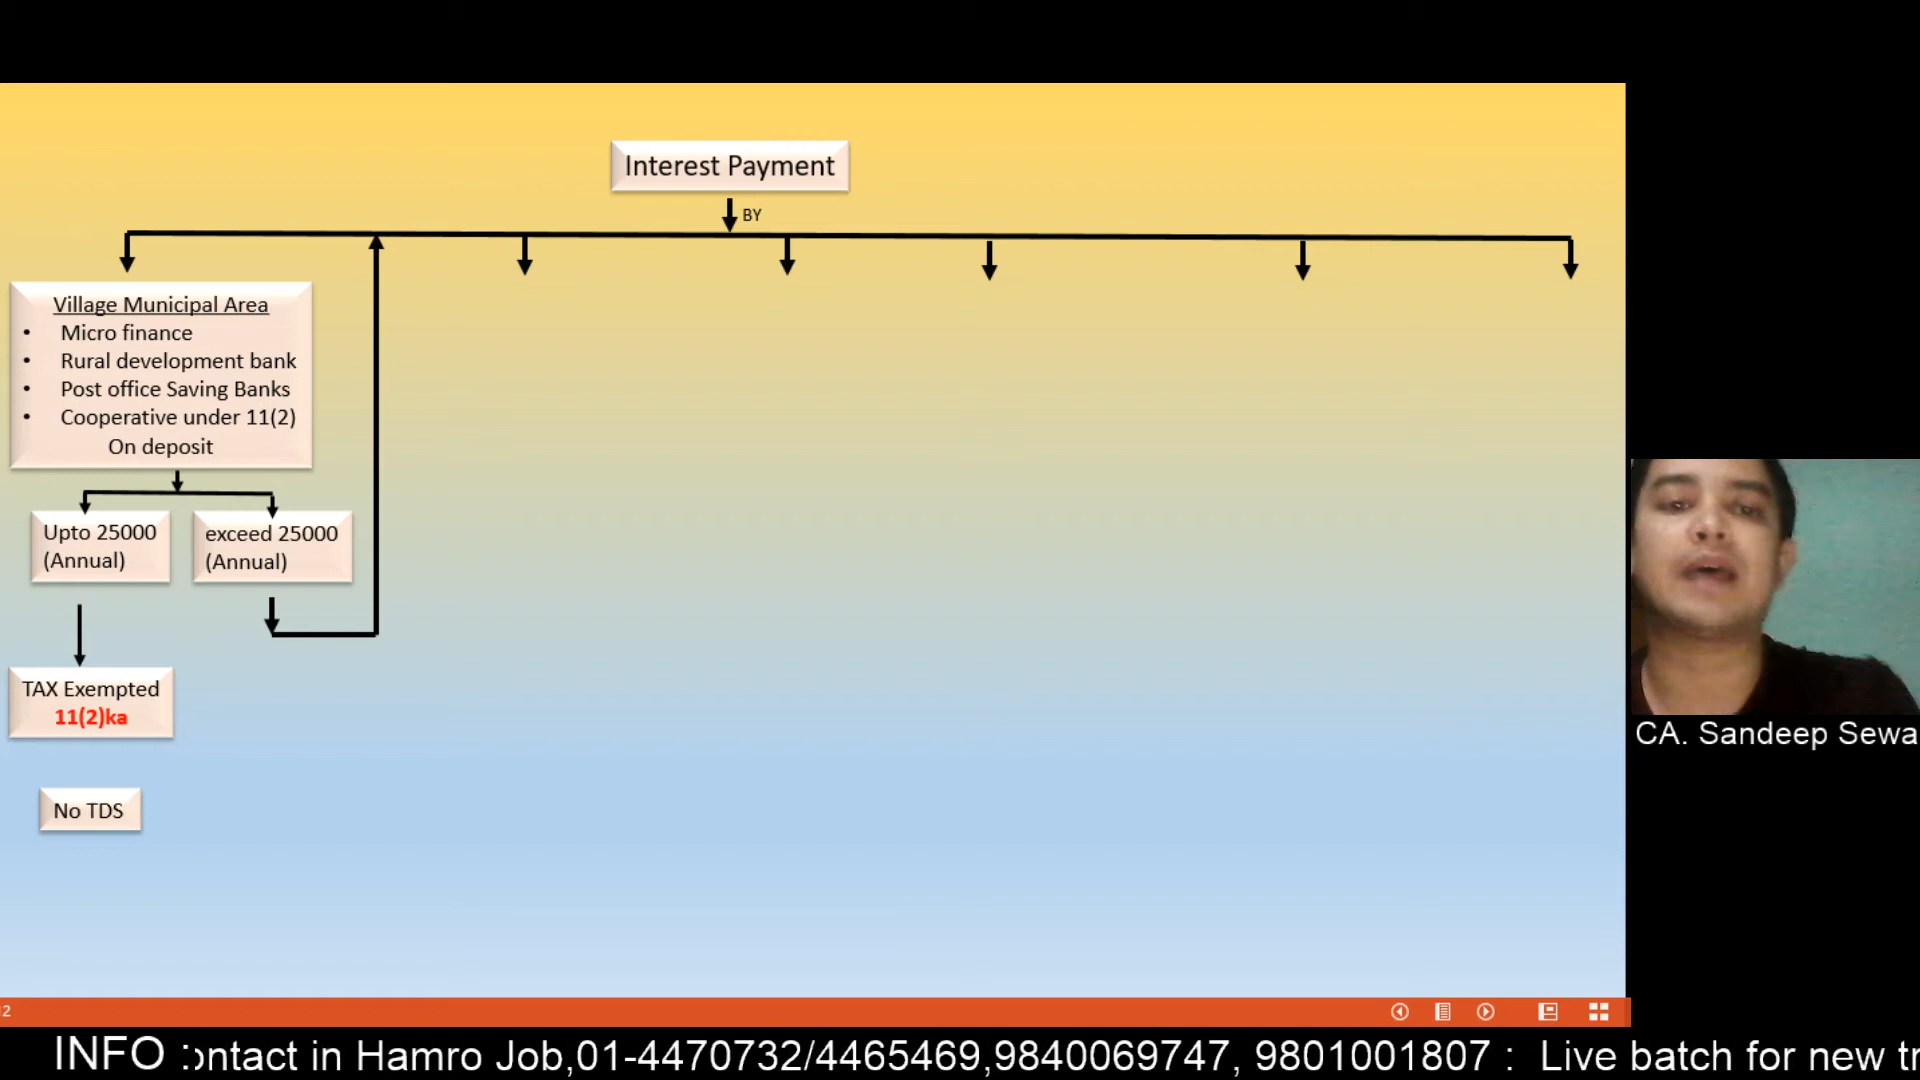 Interest Payment
BY
Village Municipal Area
• Micro finance
• Rural development bank
• Post office Saving Banks
• Cooperative under 11(2)
On deposit
Upto 25000
(Annual)
exceed 25000
(Annual)
TAX Exempted
11(2)ka
No TDS
CA. Sandeep Sewa
2
INFO : ontact in Hamro Job,01-4470732/4465469,9840069747, 9801001807 : Live batch for new tr